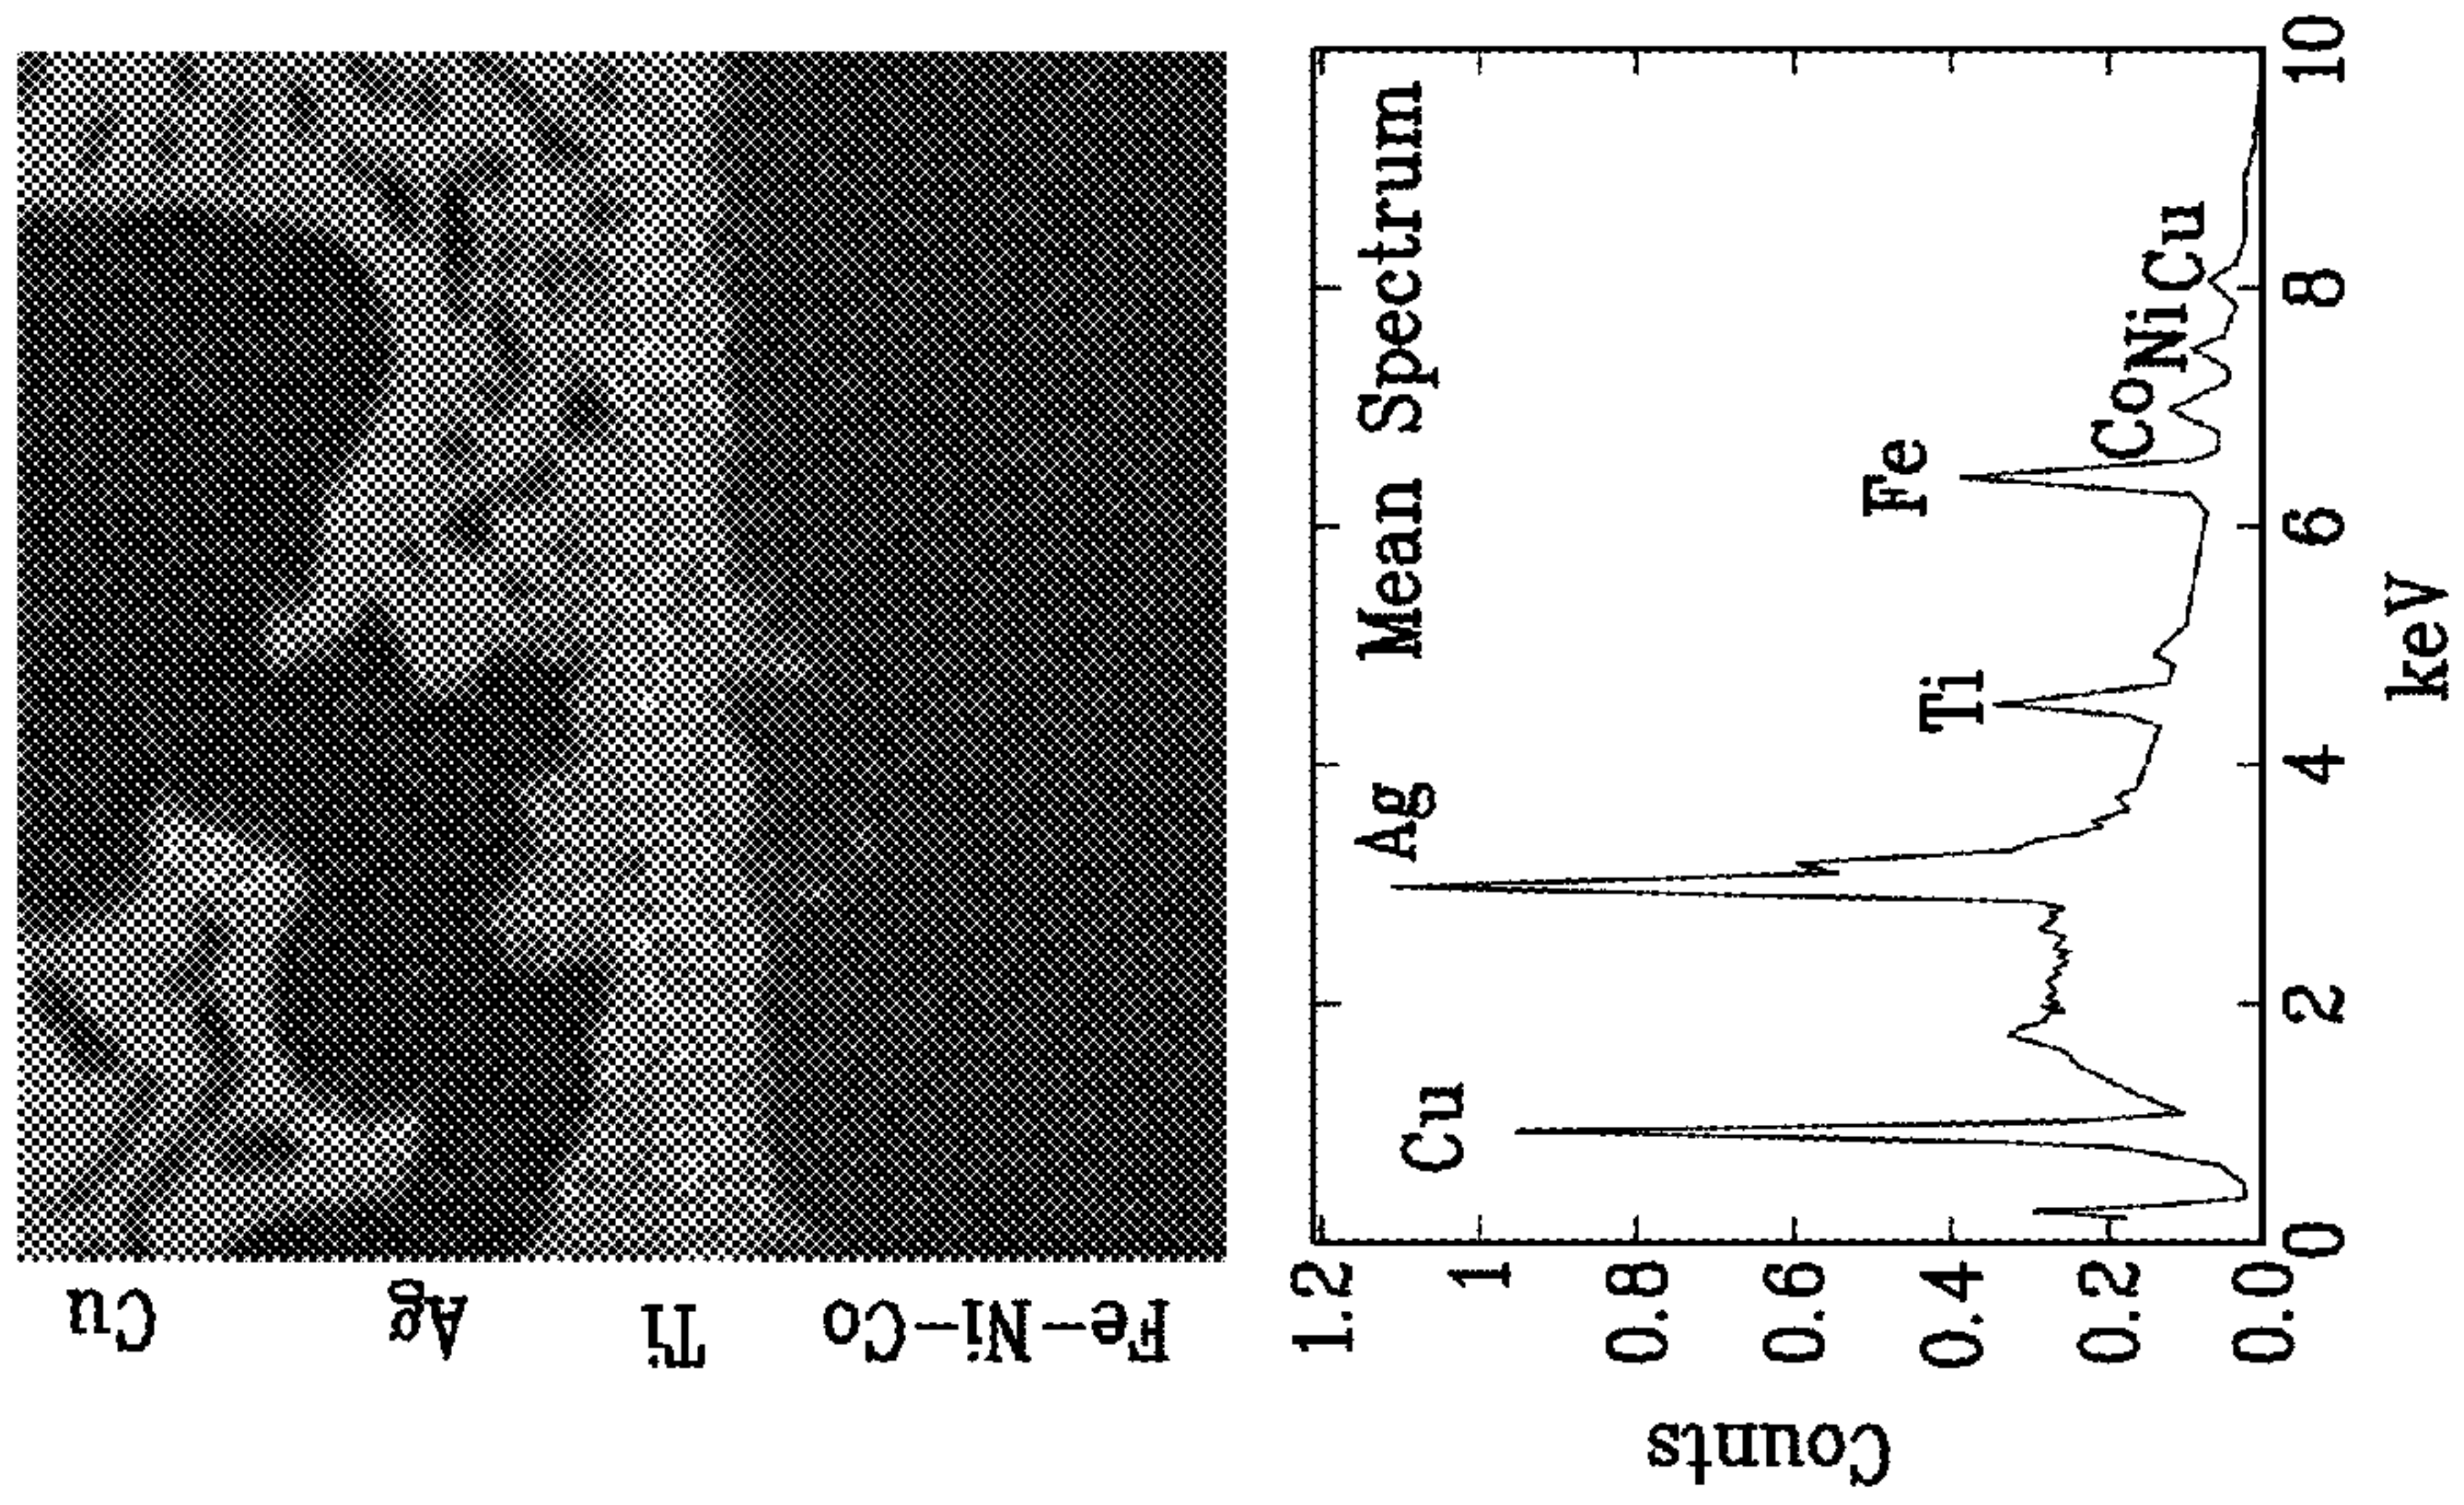 Cu
Ag
Ti
Fe-Ni-Co
Mean Spectrum
Cu
Ag
Ti
Fe
Co
Ni
Cu
1.2
1
0.8
0.6
0.4
0.2
0.0
Counts
0
2
4
6
8
10
keV